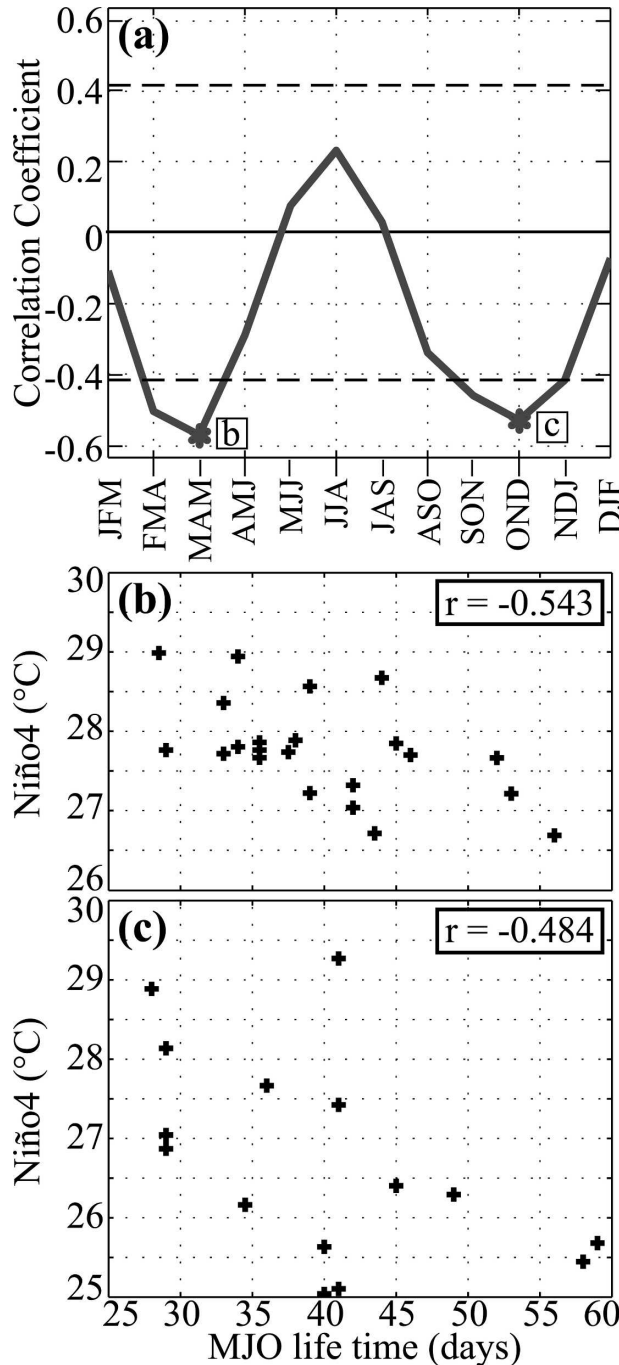 (a)
0.6
0.4
0.2
0
-0.2
-0.4
-0.6
Correlation Coefficient
b
c
JFM
FMA
MAM
AMJ
MJJ
JJA
JAS
ASO
SON
OND
NDJ
DJF
(b)
r = -0.543
30
29
28
27
26
Niño4 (°C)
(c)
r = -0.484
30
29
28
27
26
25
Niño4 (°C)
25 30 35 40 45 50 55 60
MJO life time (days)